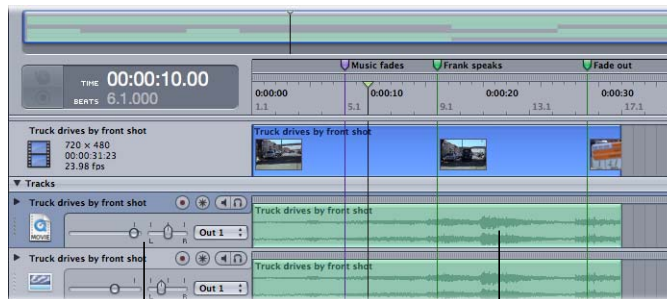 Music fades Frank speaks Fade out
TIME 00:00:10.00
BEATS 6.1.000
0:00:00 0:00:10 0:00:20 0:00:30
1.1 5.1 9.1 13.1 17.1
Truck drives by front shot
720 × 480
00:00:31:23
23.98 fps
Truck drives by front shot
Tracks
Truck drives by front shot
MOVIE
L R
Out 1
Truck drives by front shot
Truck drives by front shot
L R
Out 1
Truck drives by front shot